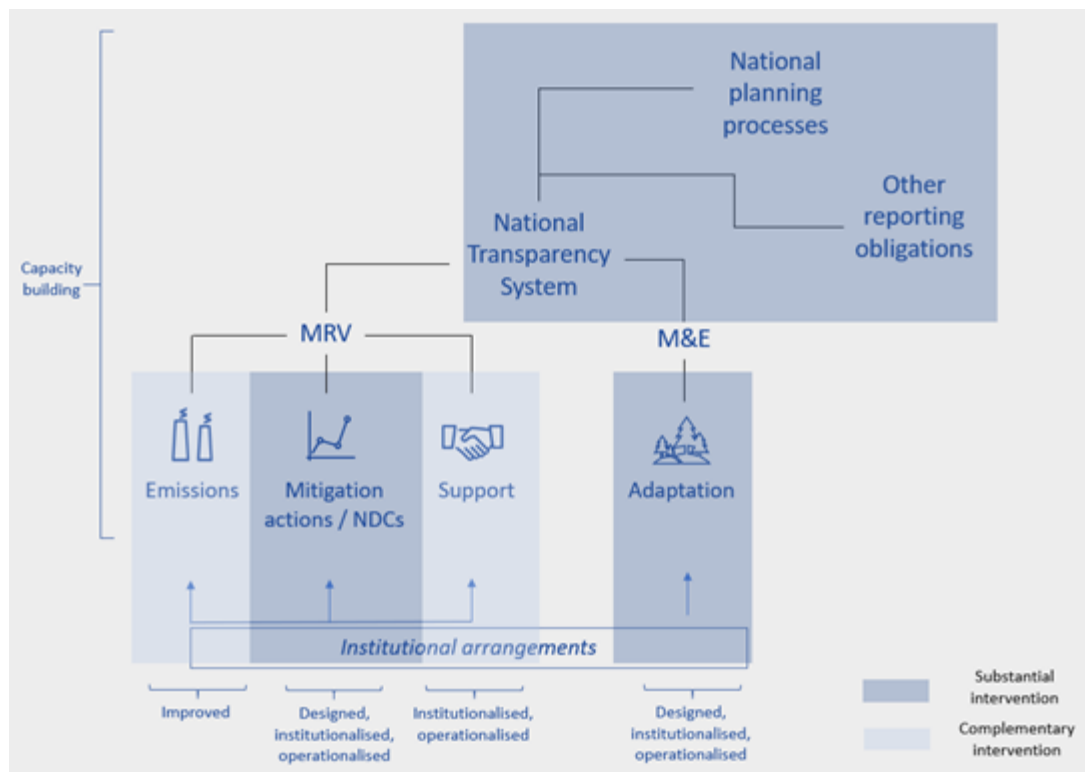 National
planning
processes
Other
reporting
obligations
National
Transparency
System
Capacity
building
MRV
M&E
Emissions
Mitigation
actions / NDCs
Support
Adaptation
Institutional arrangements
Improved
Designed,
institutionalised,
operationalised
Institutionalised,
operationalised
Designed,
institutionalised,
operationalised
Substantial
intervention
Complementary
intervention